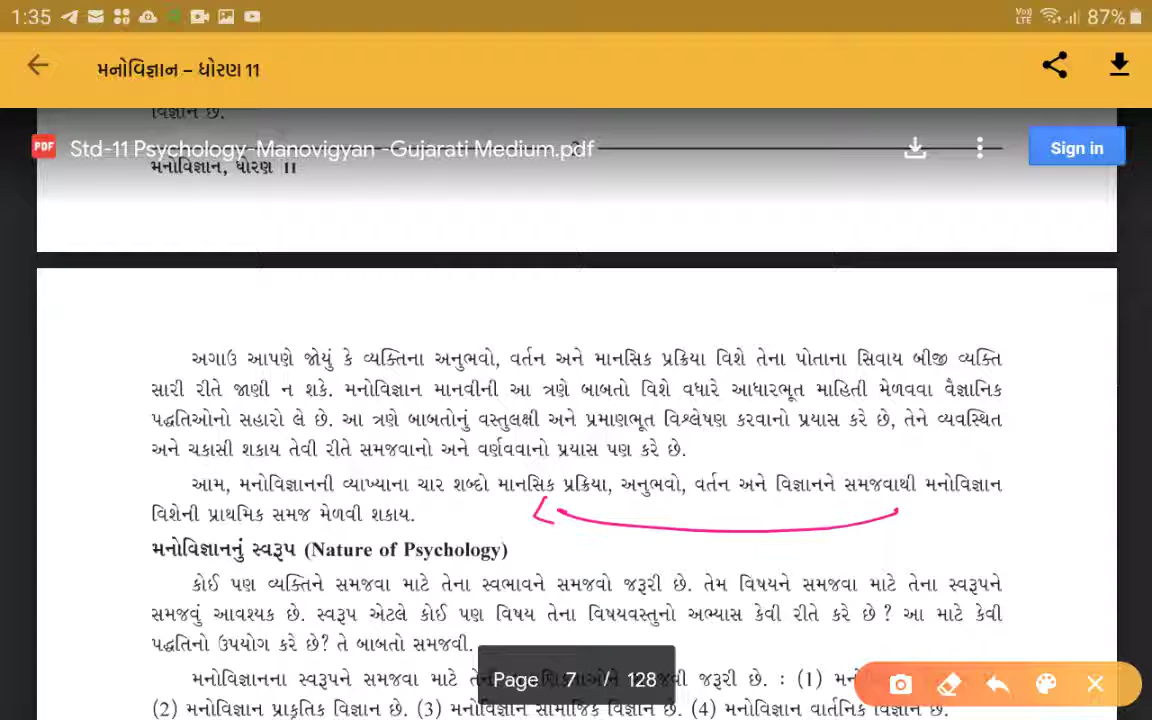 1:35 Vo) LTE 87%
મનોવિજ્ઞાન – ધોરણ 11
વિજ્ઞાન છે.
PDF Std-11 Psychology-Manovigyan -Gujarati Medium.pdf Sign in
મનોવિજ્ઞાન, ધોરણ 11
અગાઉ આપણે જોયું કે વ્યક્તિના અનુભવો, વર્તન અને માનસિક પ્રક્રિયા વિશે તેના પોતાના સિવાય બીજી વ્યક્તિ
સારી રીતે જાણી ન શકે. મનોવિજ્ઞાન માનવીની આ ત્રણે બાબતો વિશે વધારે આધારભૂત માહિતી મેળવવા વૈજ્ઞાનિક
પદ્ધતિઓનો સહારો લે છે. આ ત્રણે બાબતોનું વસ્તુલક્ષી અને પ્રમાણભૂત વિશ્લેષણ કરવાનો પ્રયાસ કરે છે, તેને વ્યવસ્થિત
અને ચકાસી શકાય તેવી રીતે સમજવાનો અને વર્ણવવાનો પ્રયાસ પણ કરે છે.
આમ, મનોવિજ્ઞાનની વ્યાખ્યાના ચાર શબ્દો માનસિક પ્રક્રિયા, અનુભવો, વર્તન અને વિજ્ઞાનને સમજવાથી મનોવિજ્ઞાન
વિશેની પ્રાથમિક સમજ મેળવી શકાય.
મનોવિજ્ઞાનનું સ્વરૂપ (Nature of Psychology)
કોઈ પણ વ્યક્તિને સમજવા માટે તેના સ્વભાવને સમજવો જરૂરી છે. તેમ વિષયને સમજવા માટે તેના સ્વરૂપને
સમજવું આવશ્યક છે. સ્વરૂપ એટલે કોઈ પણ વિષય તેના વિષયવસ્તુનો અભ્યાસ કેવી રીતે કરે છે ? આ માટે કેવી
પદ્ધતિનો ઉપયોગ કરે છે? તે બાબતો સમજવી.
મનોવિજ્ઞાનના સ્વરૂપને સમજવા માટે જરૂરી છે. : (1)
(2) મનોવિજ્ઞાન પ્રાકૃતિક વિજ્ઞાન છે. (3) મનોવિજ્ઞાન સામાજિક વિજ્ઞાન છે. (4) મનોવિજ્ઞાન વાર્તનિક વિજ્ઞાન છે.
Page 7 / 128